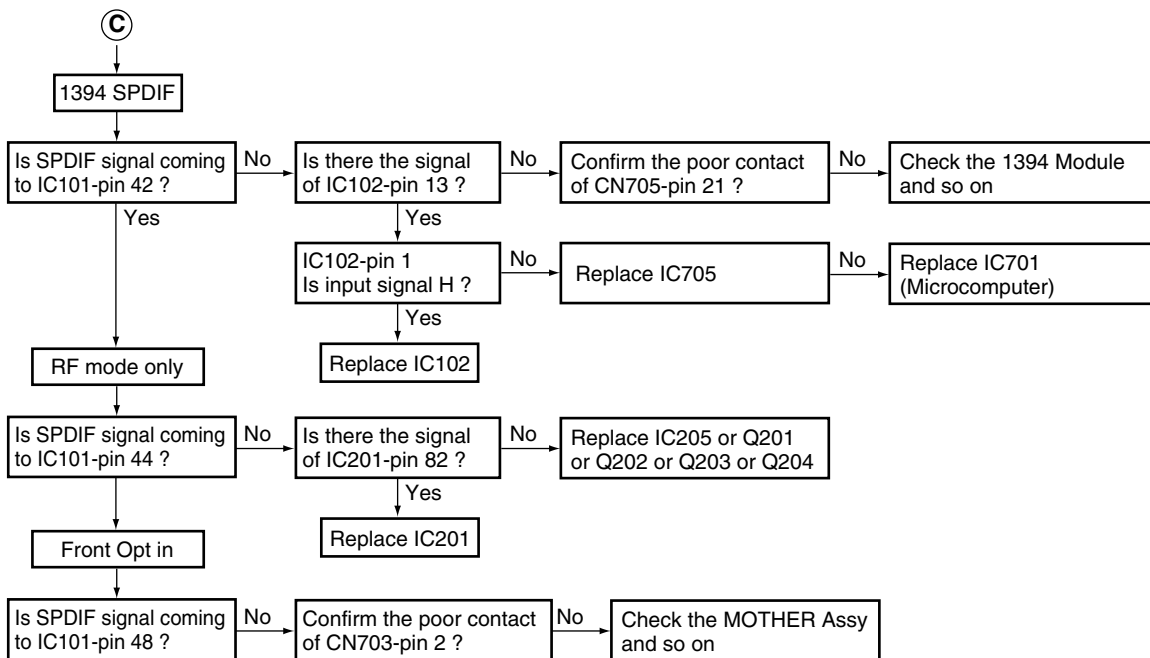 C
1394 SPDIF
Is SPDIF signal coming
to IC101-pin 42 ?
No
Is there the signal
of IC102-pin 13 ?
No
Confirm the poor contact
of CN705-pin 21 ?
No
Check the 1394 Module
and so on
Yes
Yes
IC102-pin 1
Is input signal H ?
No
Replace IC705
No
Replace IC701
(Microcomputer)
Yes
Replace IC102
RF mode only
Is SPDIF signal coming
to IC101-pin 44 ?
No
Is there the signal
of IC201-pin 82 ?
No
Replace IC205 or Q201
or Q202 or Q203 or Q204
Yes
Replace IC201
Front Opt in
Is SPDIF signal coming
to IC101-pin 48 ?
No
Confirm the poor contact
of CN703-pin 2 ?
No
Check the MOTHER Assy
and so on